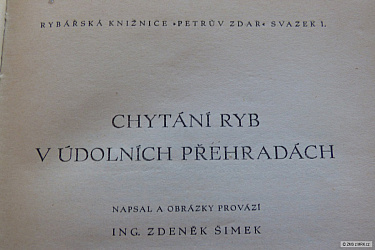 RYBÁŘSKÁ KNIŽNICE •PETRŮV ZDAR• SVAZEK 1.
CHYTÁNÍ RYB
V ÚDOLNÍCH PŘEHRADÁCH
NAPSAL A OBRÁZKY PROVÁZÍ
ING. ZDENĚK ŠIMEK